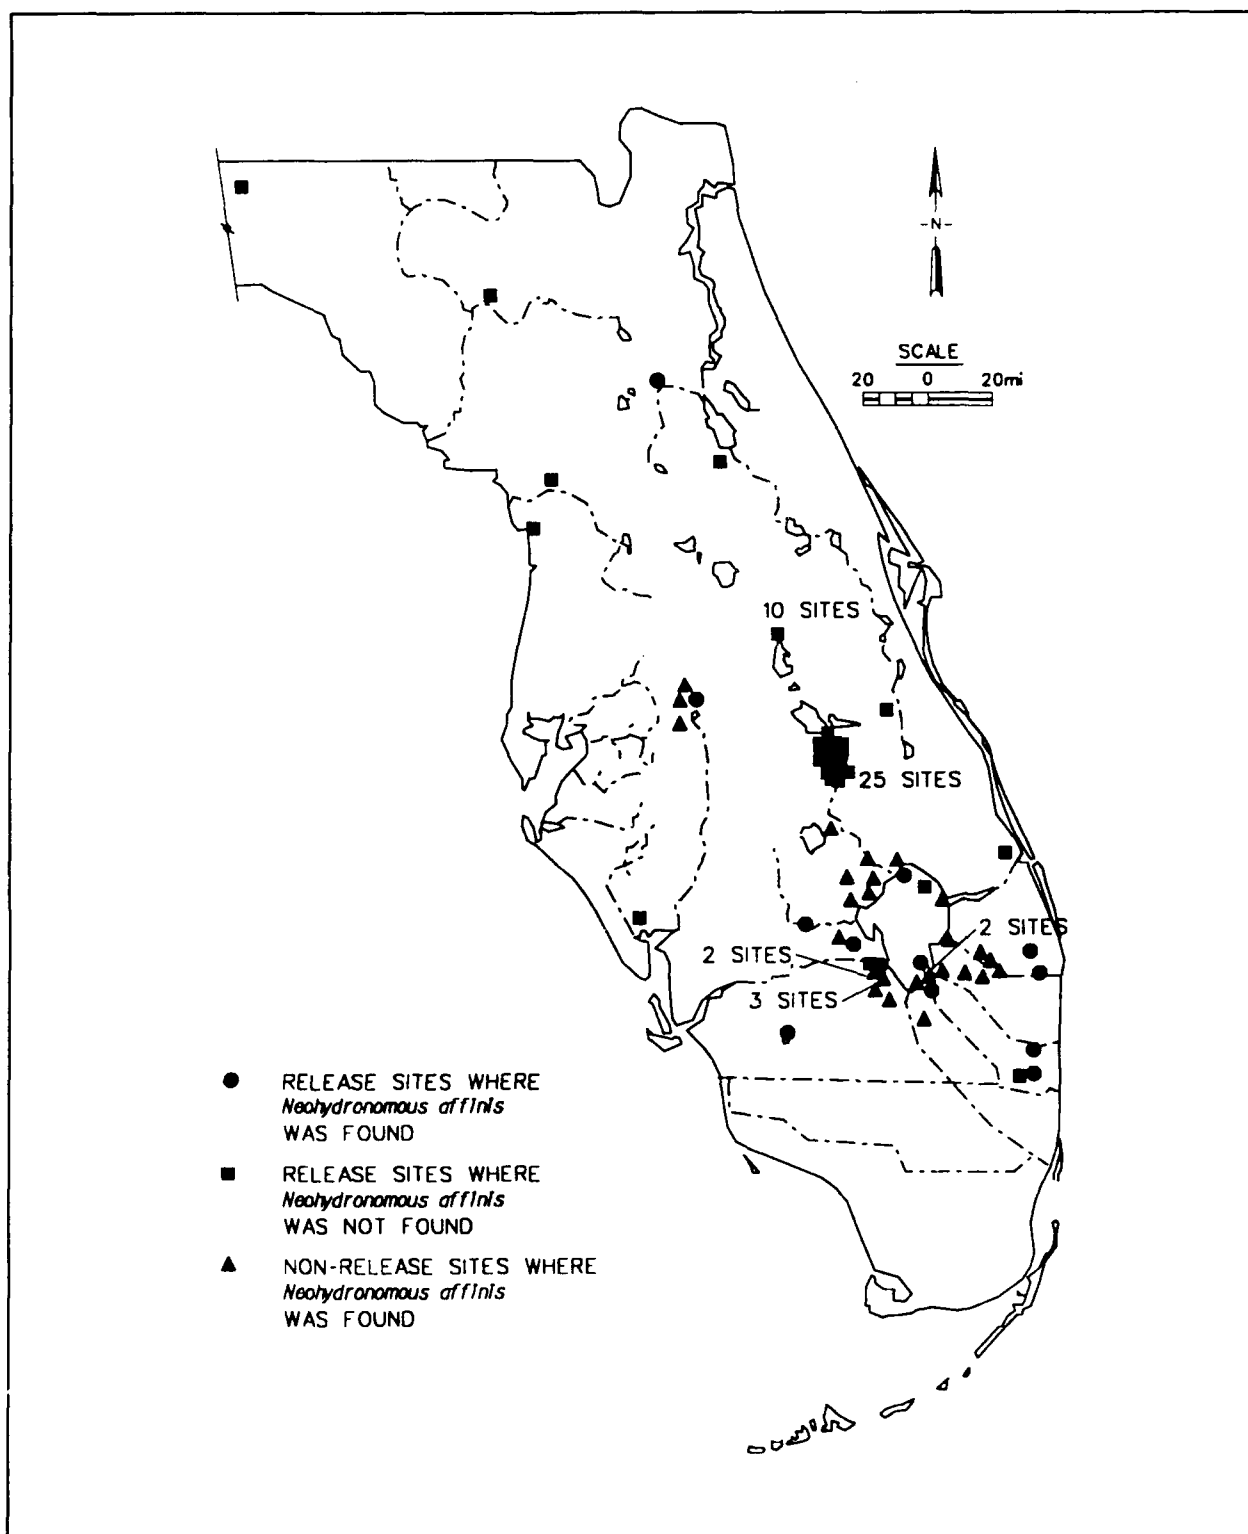 -N-
SCALE
20 0 20mi
10 SITES
25 SITES
2 SITES
2 SITES
3 SITES
RELEASE SITES WHERE
Neohydronomous affinis
WAS FOUND
RELEASE SITES WHERE
Neohydronomous affinis
WAS NOT FOUND
NON-RELEASE SITES WHERE
Neohydronomous affinis
WAS FOUND